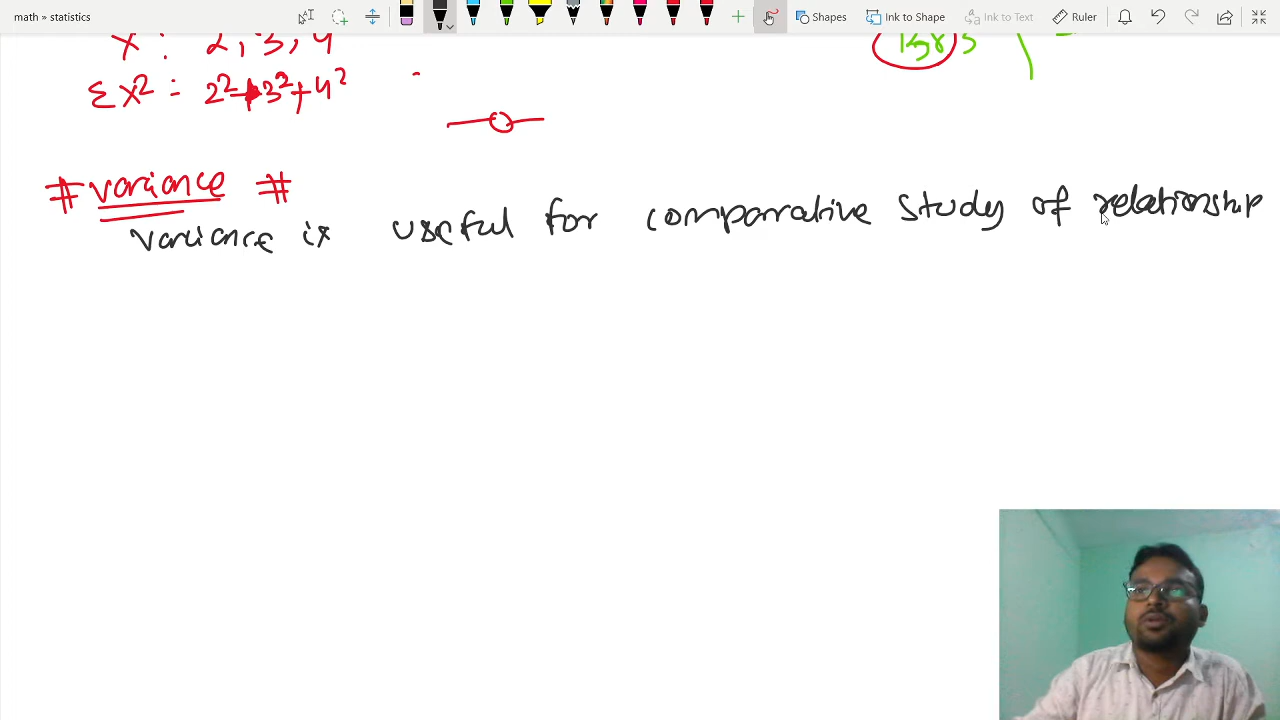 math » statistics
Shapes
Ink to Shape
Ink to Text
Ruler
X : 2, 3, 4
Σx² = 2² + 3² + 4²
# variance #
variance is useful for comparative study of relationship